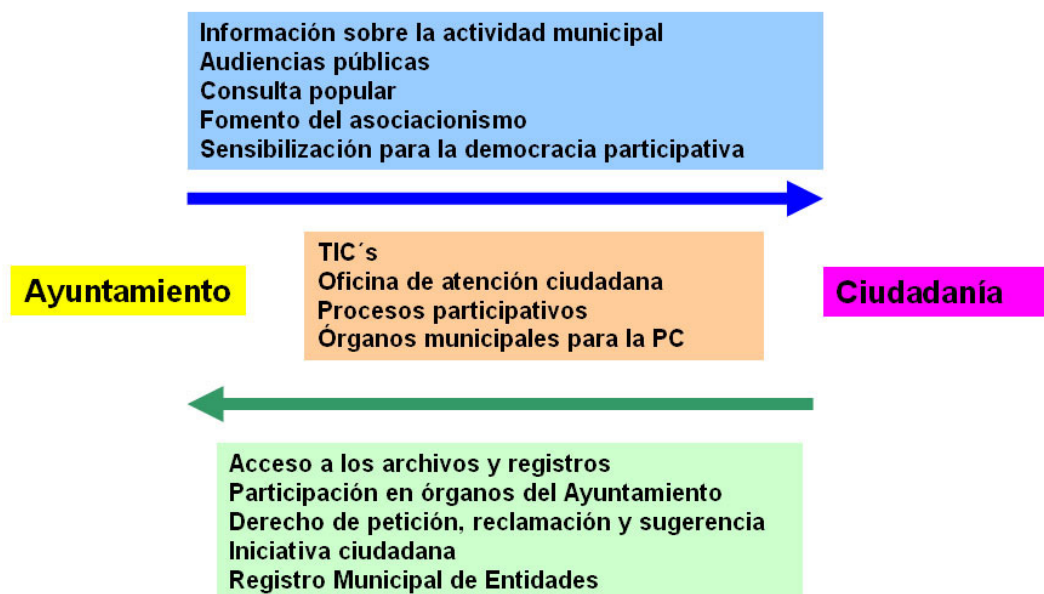 Información sobre la actividad municipal
Audiencias públicas
Consulta popular
Fomento del asociacionismo
Sensibilización para la democracia participativa
Ayuntamiento
TIC´s
Oficina de atención ciudadana
Procesos participativos
Órganos municipales para la PC
Ciudadanía
Acceso a los archivos y registros
Participación en órganos del Ayuntamiento
Derecho de petición, reclamación y sugerencia
Iniciativa ciudadana
Registro Municipal de Entidades